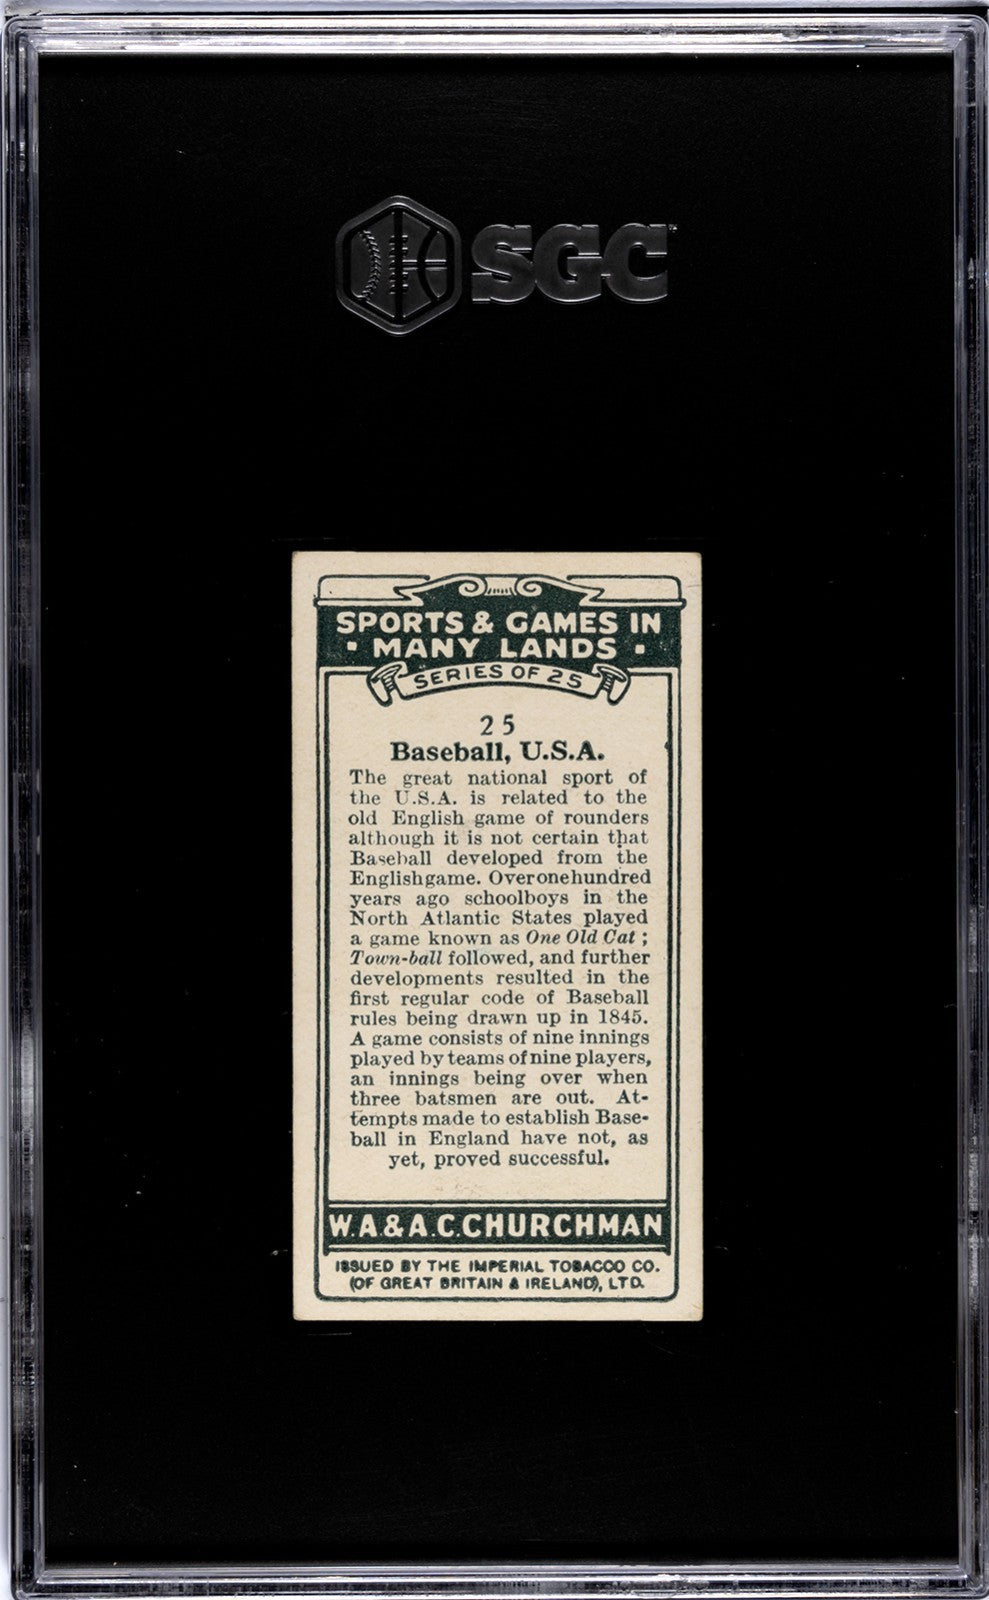 SGC
SPORTS & GAMES IN
· MANY LANDS ·
SERIES OF 25
25
Baseball, U.S.A.
The great national sport of
the U.S.A. is related to the
old English game of rounders
although it is not certain that
Baseball developed from the
English game. Over one hundred
years ago schoolboys in the
North Atlantic States played
a game known as One Old Cat ;
Town-ball followed, and further
developments resulted in the
first regular code of Baseball
rules being drawn up in 1845.
A game consists of nine innings
played by teams of nine players,
an innings being over when
three batsmen are out. At-
tempts made to establish Base-
ball in England have not, as
yet, proved successful.
W.A.& A.C.CHURCHMAN
ISSUED BY THE IMPERIAL TOBACCO CO.
(OF GREAT BRITAIN & IRELAND), LTD.